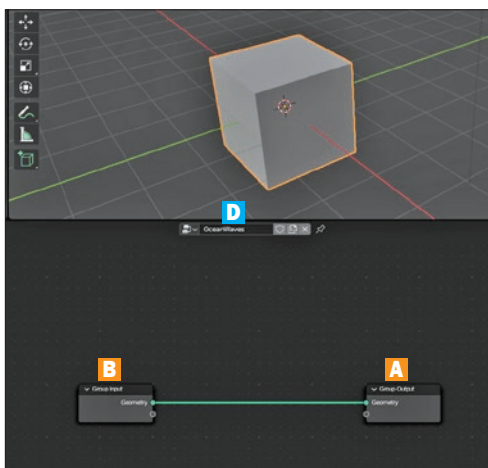 D
OceanWaves
B
A
Group Input
Group Output
Geometry
Geometry